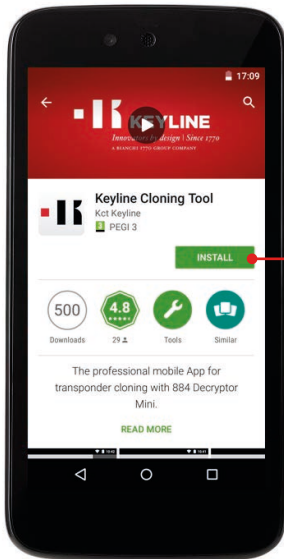 17:09
KEYLINE
Innovators by design | Since 1770
A BIANCHI 1770 GROUP COMPANY
Keyline Cloning Tool
Kct Keyline
3 PEGI 3
INSTALL
500
4.8
Downloads
29
Tools
Similar
The professional mobile App for
transponder cloning with 884 Decryptor
Mini.
READ MORE